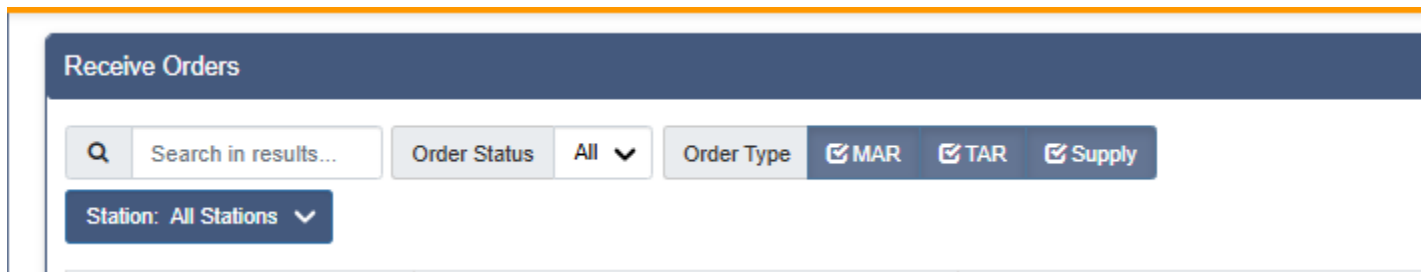 Receive Orders
Search in results... Order Status All Order Type MAR TAR Supply
Station: All Stations